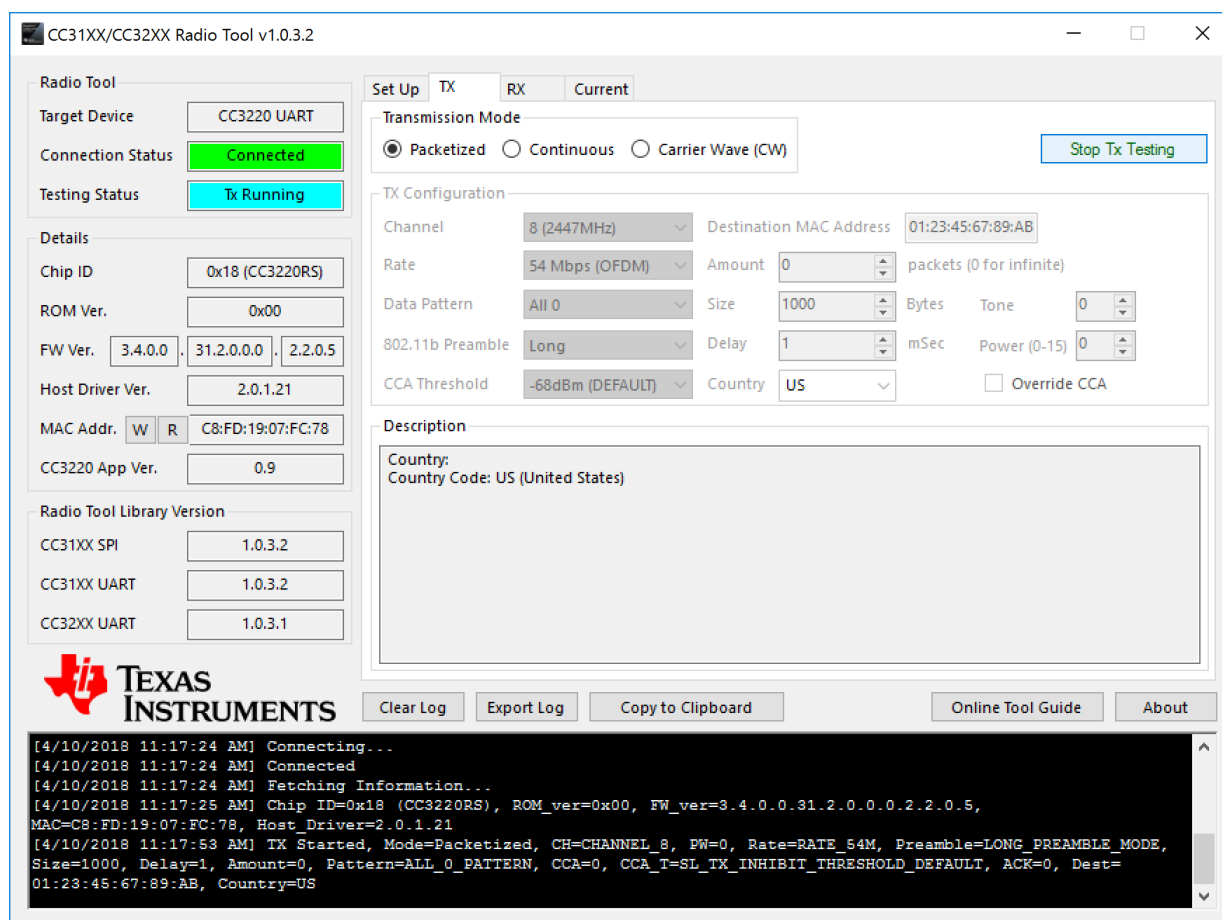 CC31XX/CC32XX Radio Tool v1.0.3.2
Radio Tool
Target Device CC3220 UART
Connection Status Connected
Testing Status Tx Running
Details
Chip ID 0x18 (CC3220RS)
ROM Ver. 0x00
FW Ver. 3.4.0.0 . 31.2.0.0.0 . 2.2.0.5
Host Driver Ver. 2.0.1.21
MAC Addr. W R C8:FD:19:07:FC:78
CC3220 App Ver. 0.9
Radio Tool Library Version
CC31XX SPI 1.0.3.2
CC31XX UART 1.0.3.2
CC32XX UART 1.0.3.1
TEXAS
INSTRUMENTS
Set Up TX RX Current
Transmission Mode
Packetized Continuous Carrier Wave (CW) Stop Tx Testing
TX Configuration
Channel 8 (2447MHz) Destination MAC Address 01:23:45:67:89:AB
Rate 54 Mbps (OFDM) Amount 0 packets (0 for infinite)
Data Pattern All 0 Size 1000 Bytes Tone 0
802.11b Preamble Long Delay 1 mSec Power (0-15) 0
CCA Threshold -68dBm (DEFAULT) Country US Override CCA
Description
Country:
Country Code: US (United States)
Clear Log Export Log Copy to Clipboard Online Tool Guide About
[4/10/2018 11:17:24 AM] Connecting...
[4/10/2018 11:17:24 AM] Connected
[4/10/2018 11:17:24 AM] Fetching Information...
[4/10/2018 11:17:25 AM] Chip ID=0x18 (CC3220RS), ROM_ver=0x00, FW_ver=3.4.0.0.31.2.0.0.0.2.2.0.5,
MAC=C8:FD:19:07:FC:78, Host_Driver=2.0.1.21
[4/10/2018 11:17:53 AM] TX Started, Mode=Packetized, CH=CHANNEL_8, PW=0, Rate=RATE_54M, Preamble=LONG_PREAMBLE_MODE,
Size=1000, Delay=1, Amount=0, Pattern=ALL_0_PATTERN, CCA=0, CCA_T=SL_TX_INHIBIT_THRESHOLD_DEFAULT, ACK=0, Dest=
01:23:45:67:89:AB, Country=US